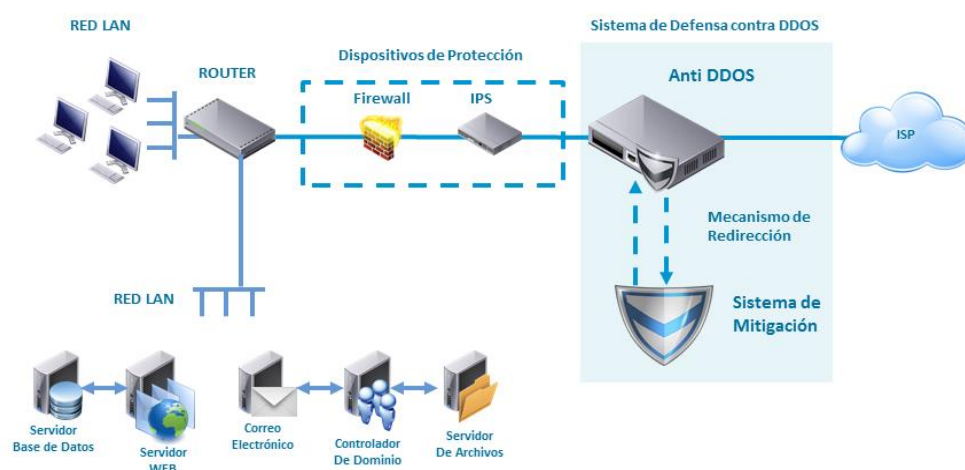 RED LAN
Sistema de Defensa contra DDOS
Dispositivos de Protección
ROUTER
Anti DDOS
Firewall
IPS
ISP
Mecanismo de
Redirección
RED LAN
Sistema de
Mitigación
Servidor
Base de Datos
Servidor
WEB
Correo
Electrónico
Controlador
De Dominio
Servidor
De Archivos